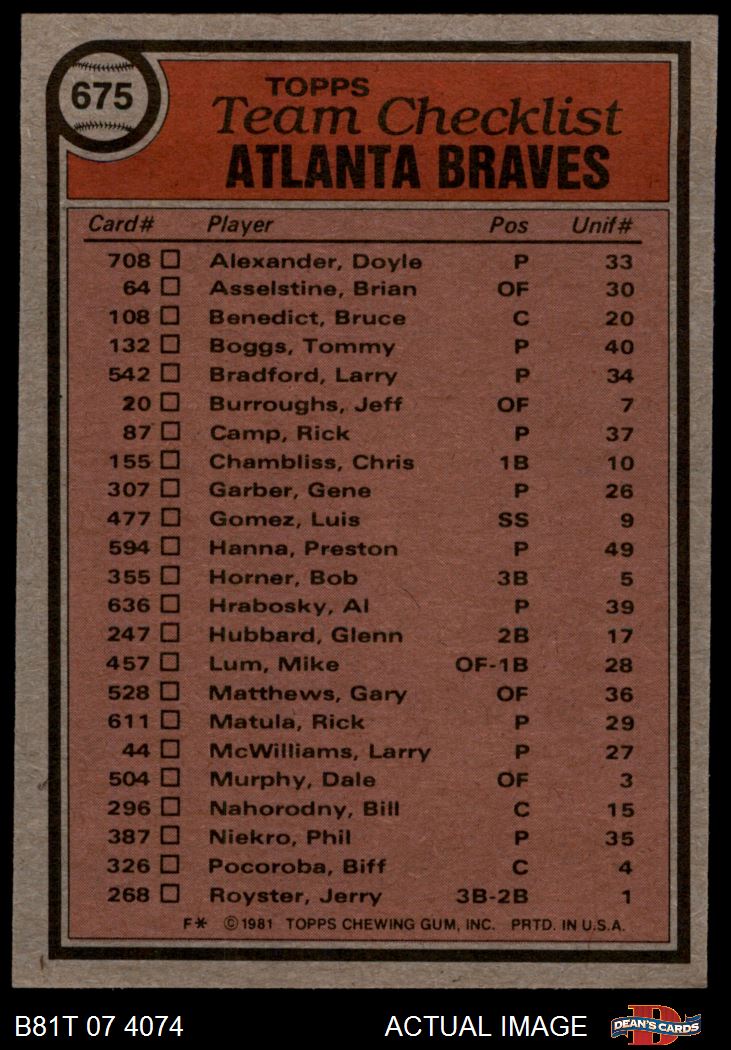 675
TOPPS
Team Checklist
ATLANTA BRAVES
Card# Player Pos Unif#
708 Alexander, Doyle P 33
64 Asselstine, Brian OF 30
108 Benedict, Bruce C 20
132 Boggs, Tommy P 40
542 Bradford, Larry P 34
20 Burroughs, Jeff OF 7
87 Camp, Rick P 37
155 Chambliss, Chris 1B 10
307 Garber, Gene P 26
477 Gomez, Luis SS 9
594 Hanna, Preston P 49
355 Horner, Bob 3B 5
636 Hrabosky, Al P 39
247 Hubbard, Glenn 2B 17
457 Lum, Mike OF-1B 28
528 Matthews, Gary OF 36
611 Matula, Rick P 29
44 McWilliams, Larry P 27
504 Murphy, Dale OF 3
296 Nahorodny, Bill C 15
387 Niekro, Phil P 35
326 Pocoroba, Biff C 4
268 Royster, Jerry 3B-2B 1
F* © 1981 TOPPS CHEWING GUM, INC. PRTD. IN U.S.A.
B81T 07 4074 ACTUAL IMAGE D DEAN'S CARDS